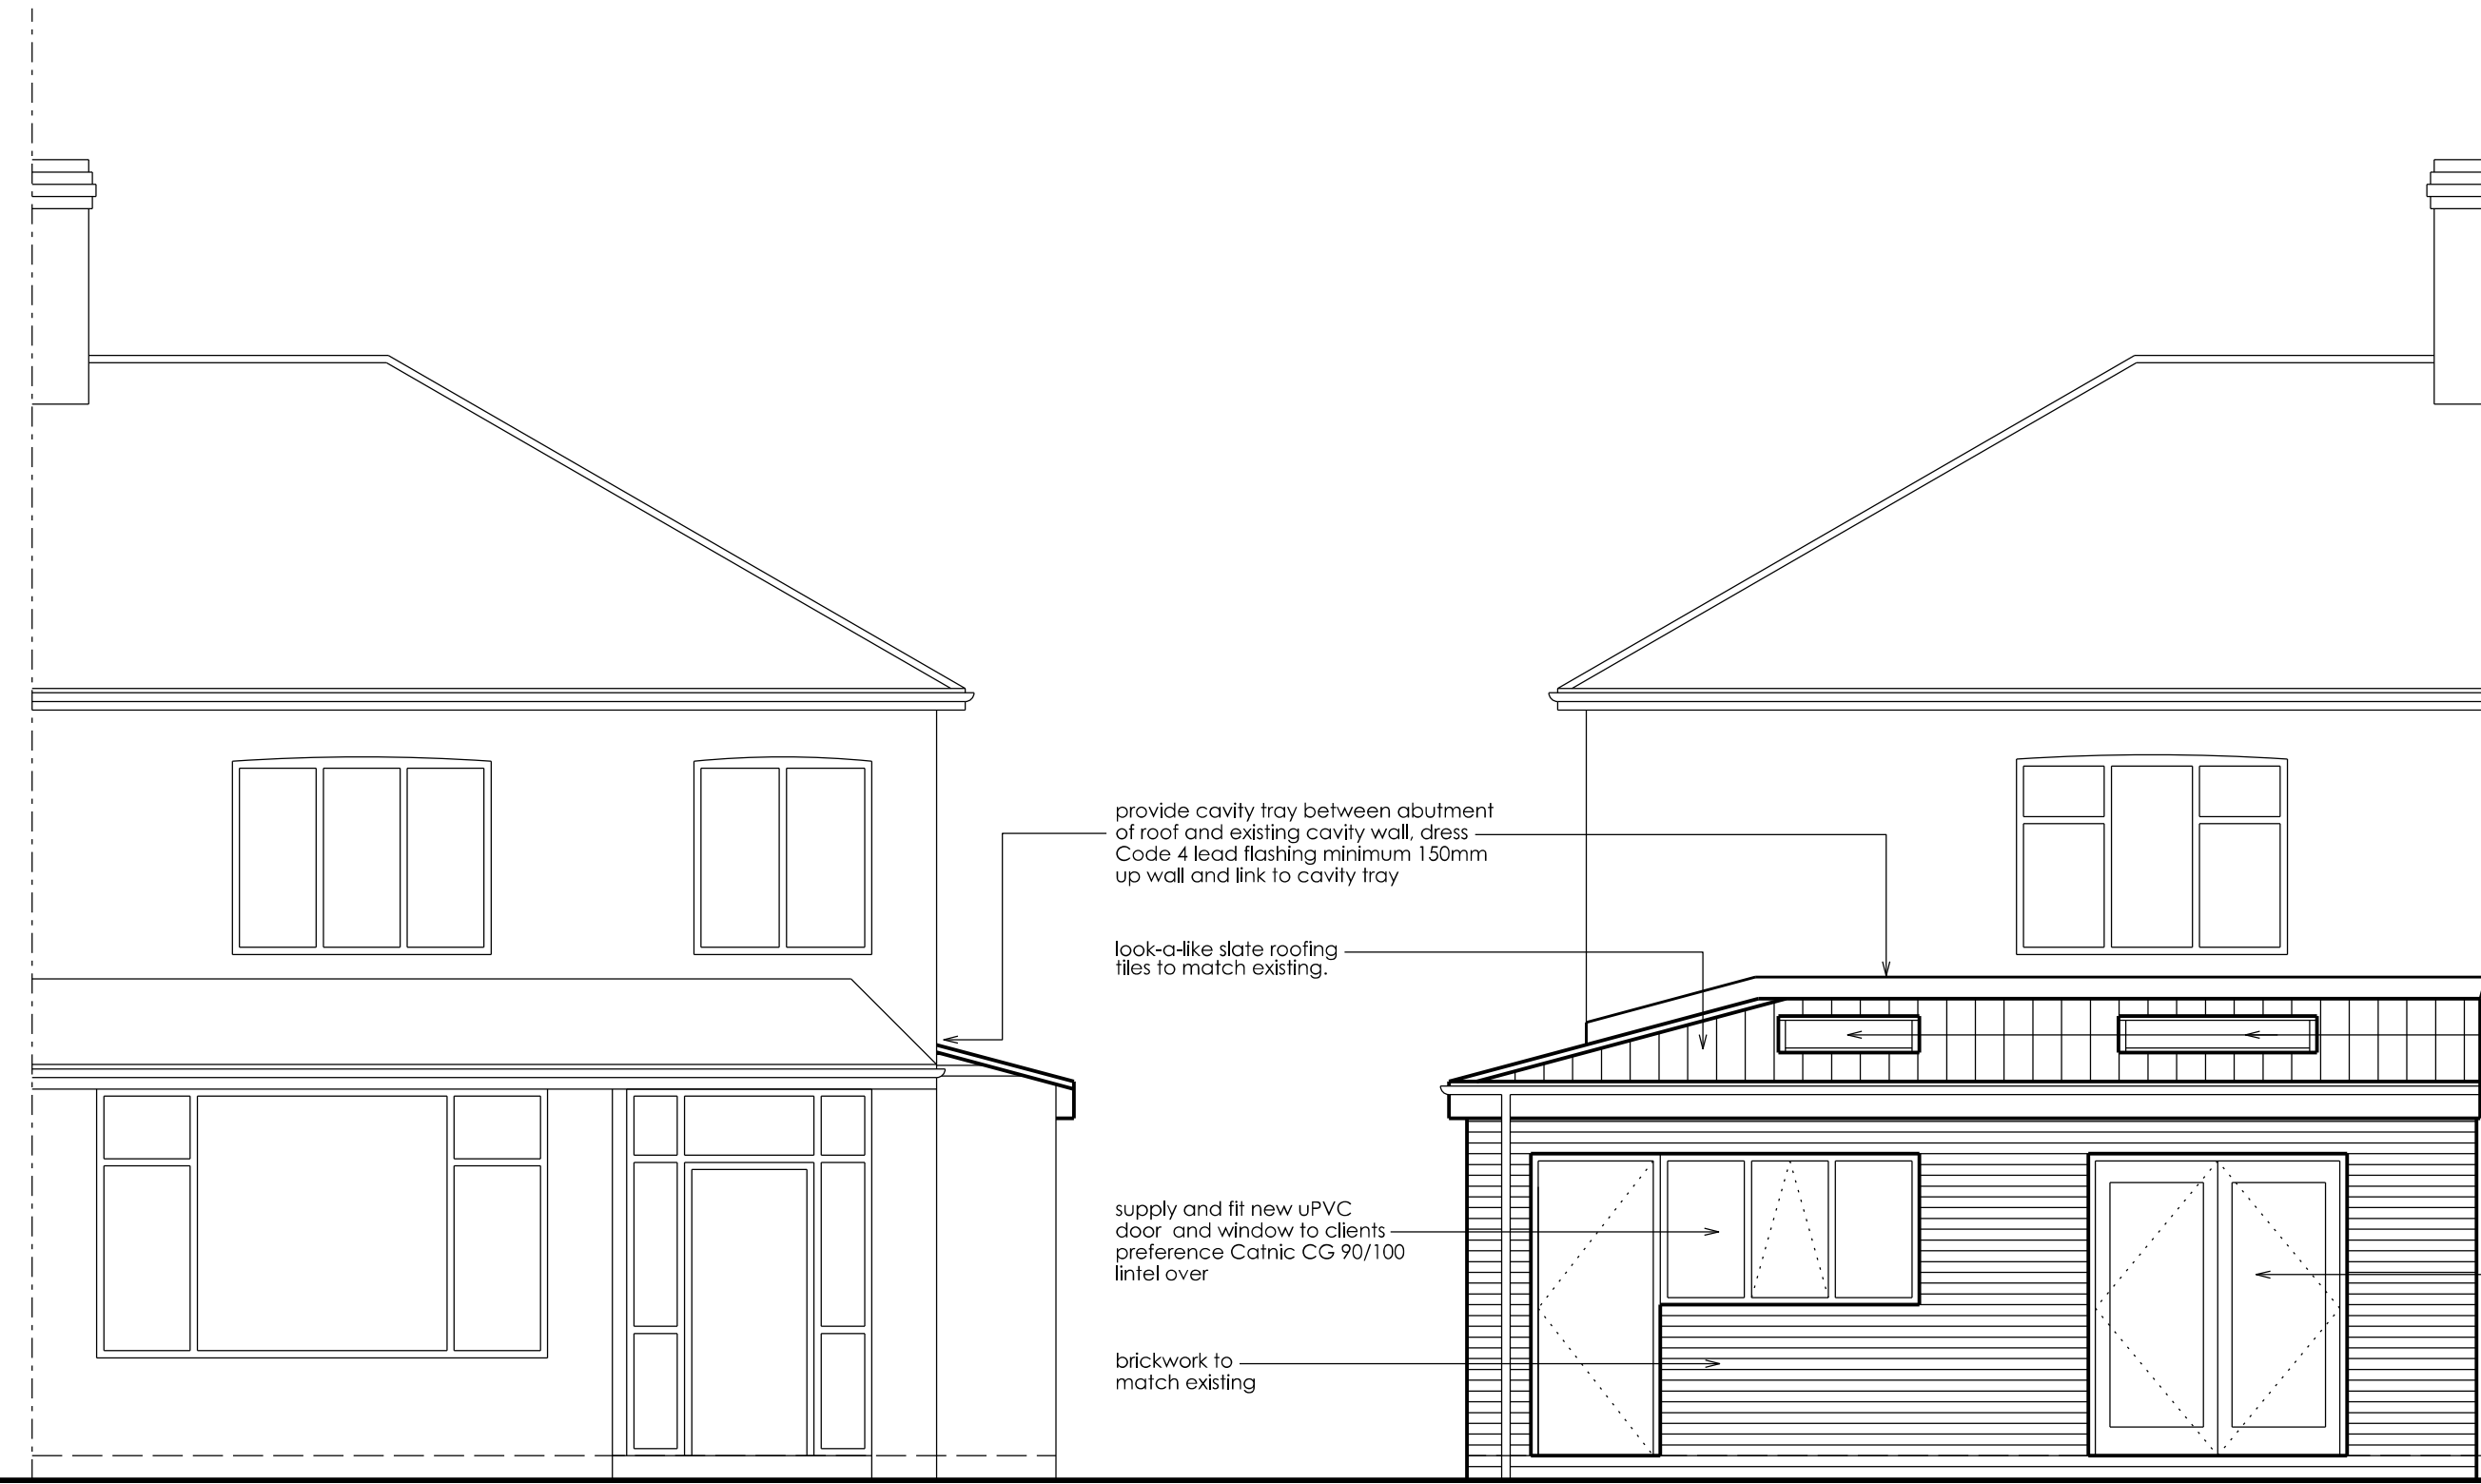 provide cavity tray between abutment
of roof and existing cavity wall, dress
Code 4 lead flashing minimum 150mm
up wall and link to cavity tray
look-a-like slate roofing
tiles to match existing.
supply and fit new uPVC
door and window to clients
preference Catnic CG 90/100
lintel over
brickwork to
match existing